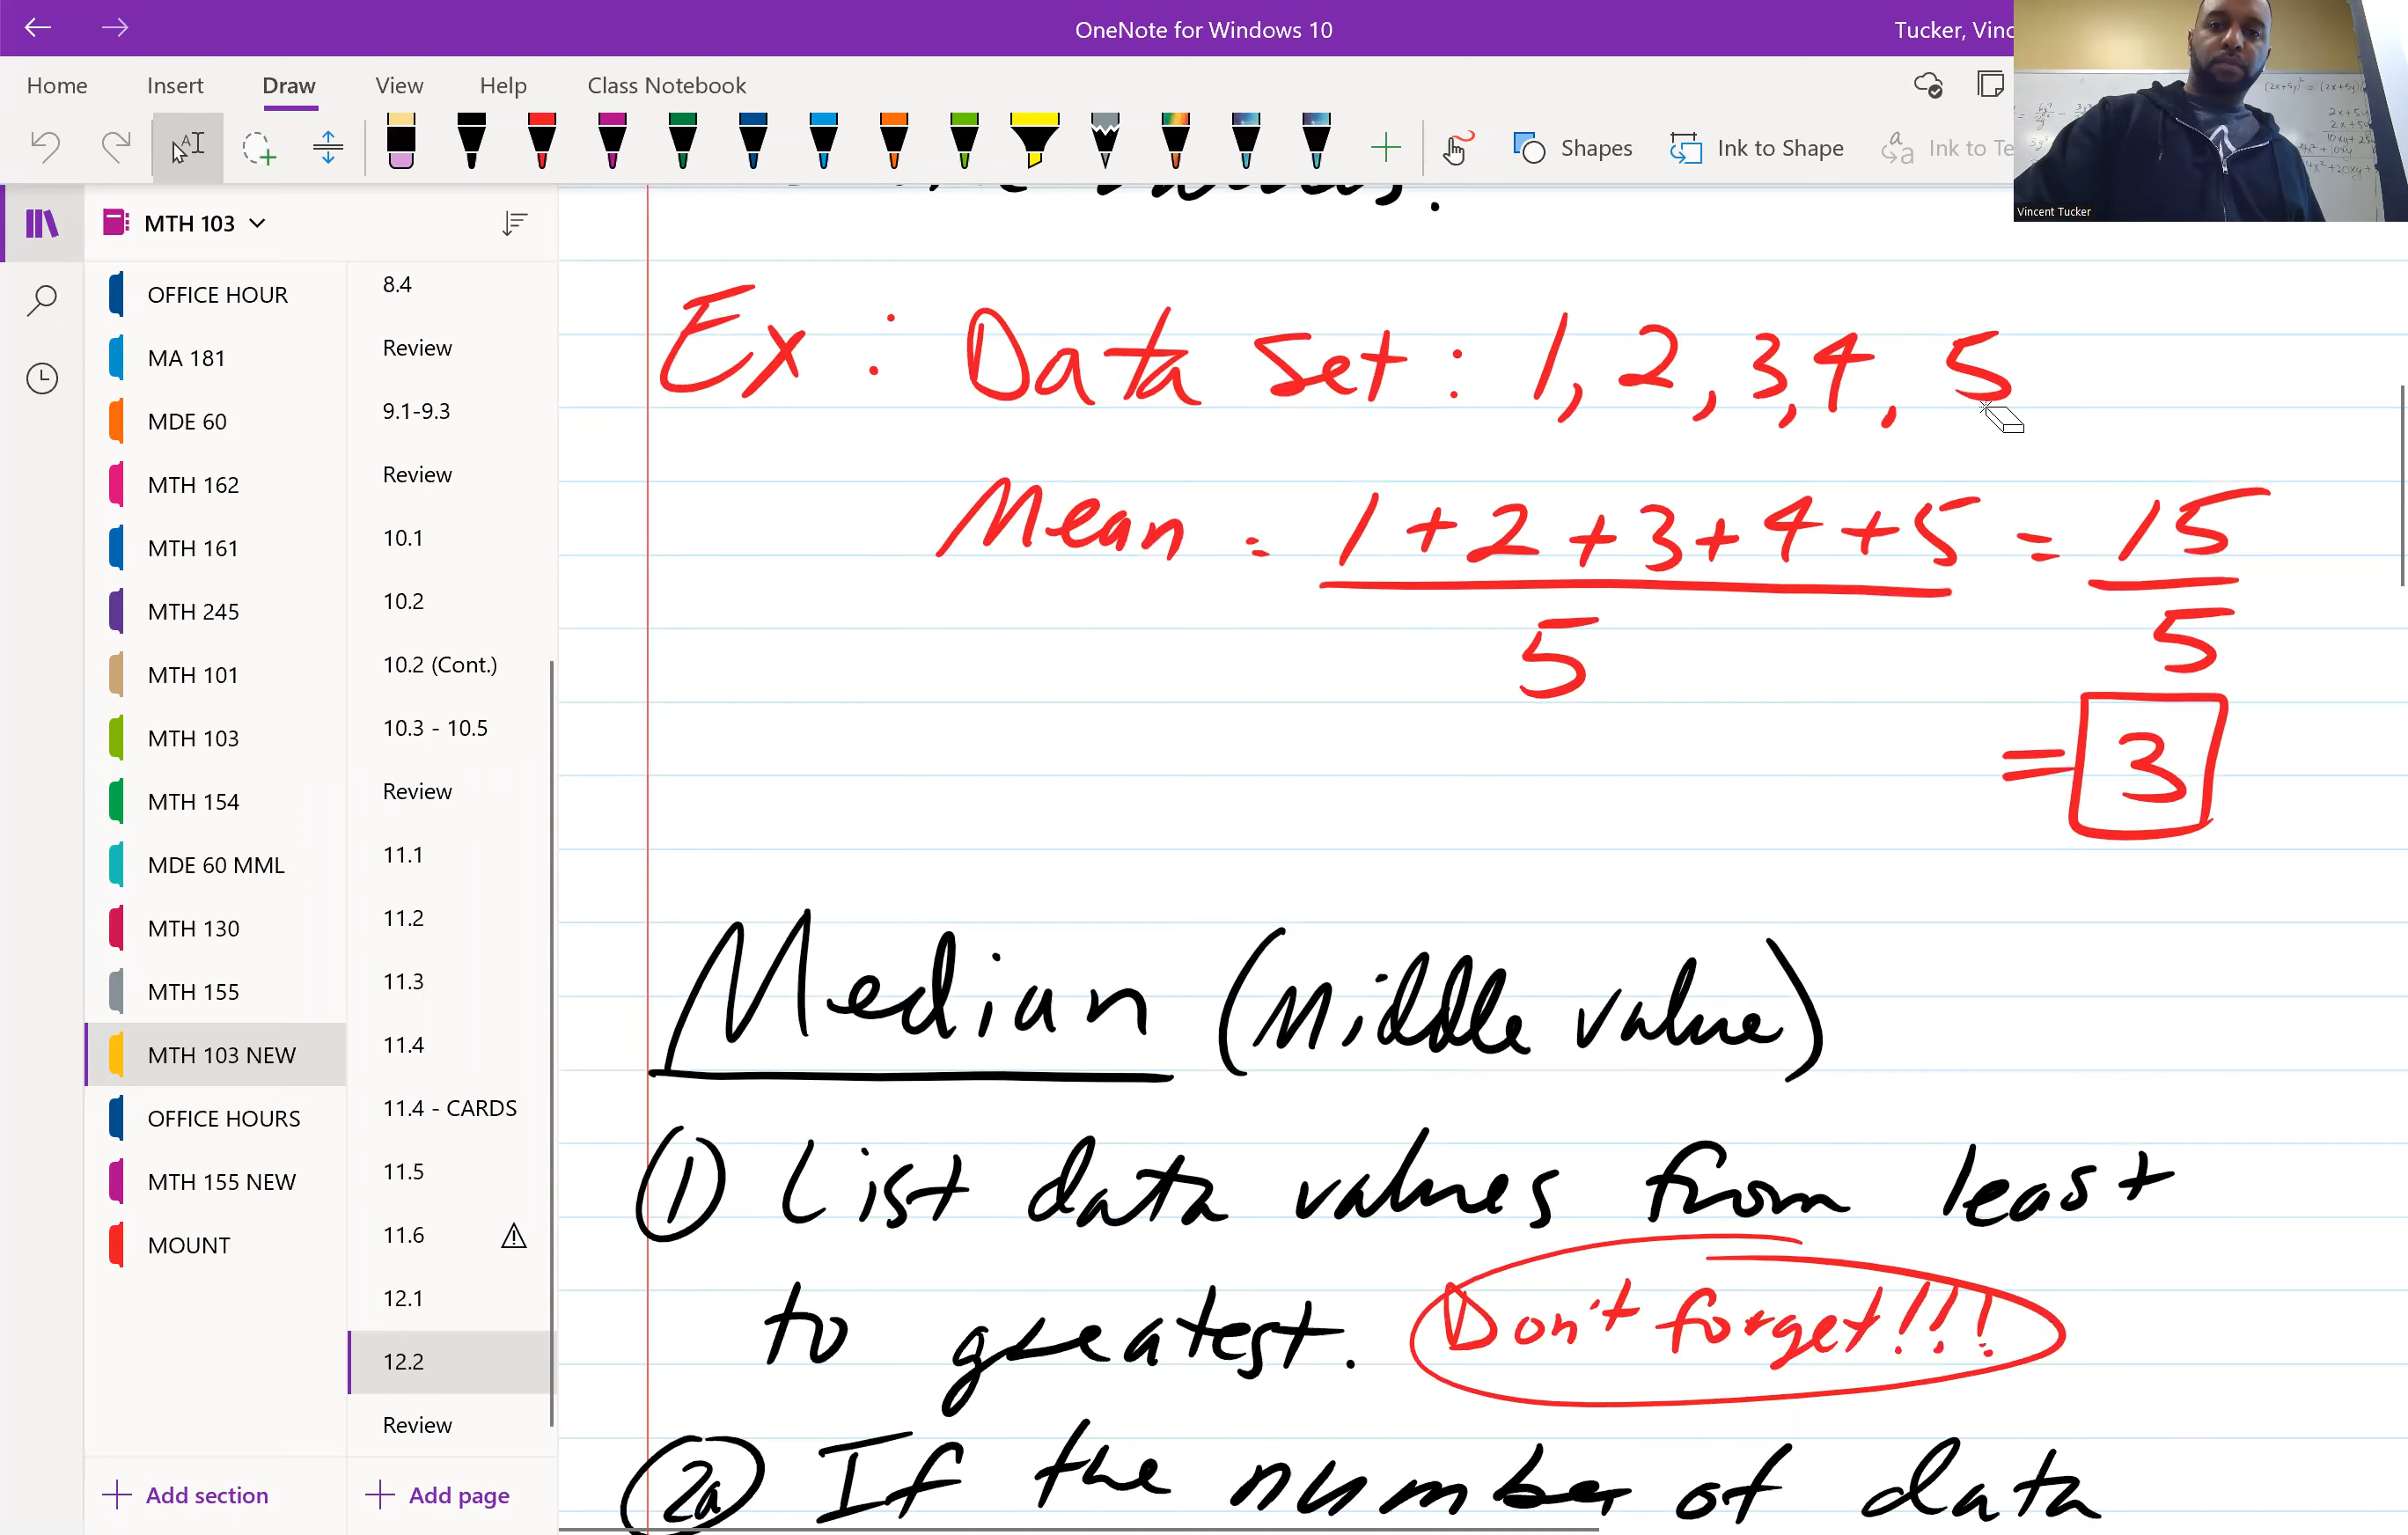 OneNote for Windows 10
Tucker, Vinc
Home
Insert
Draw
View
Help
Class Notebook
Shapes
Ink to Shape
Ink to Te
Vincent Tucker
MTH 103
OFFICE HOUR
MA 181
MDE 60
MTH 162
MTH 161
MTH 245
MTH 101
MTH 103
MTH 154
MDE 60 MML
MTH 130
MTH 155
MTH 103 NEW
OFFICE HOURS
MTH 155 NEW
MOUNT
Add section
8.4
Review
9.1-9.3
Review
10.1
10.2
10.2 (Cont.)
10.3 - 10.5
Review
11.1
11.2
11.3
11.4
11.4 - CARDS
11.5
11.6
12.1
12.2
Review
Add page
Ex : Data Set : 1, 2, 3, 4, 5
Mean = 1 + 2 + 3 + 4 + 5 = 15
5 5
= 3
Median (Middle value)
① List data values from least
to greatest. Don't forget!!!
2a If the number of data